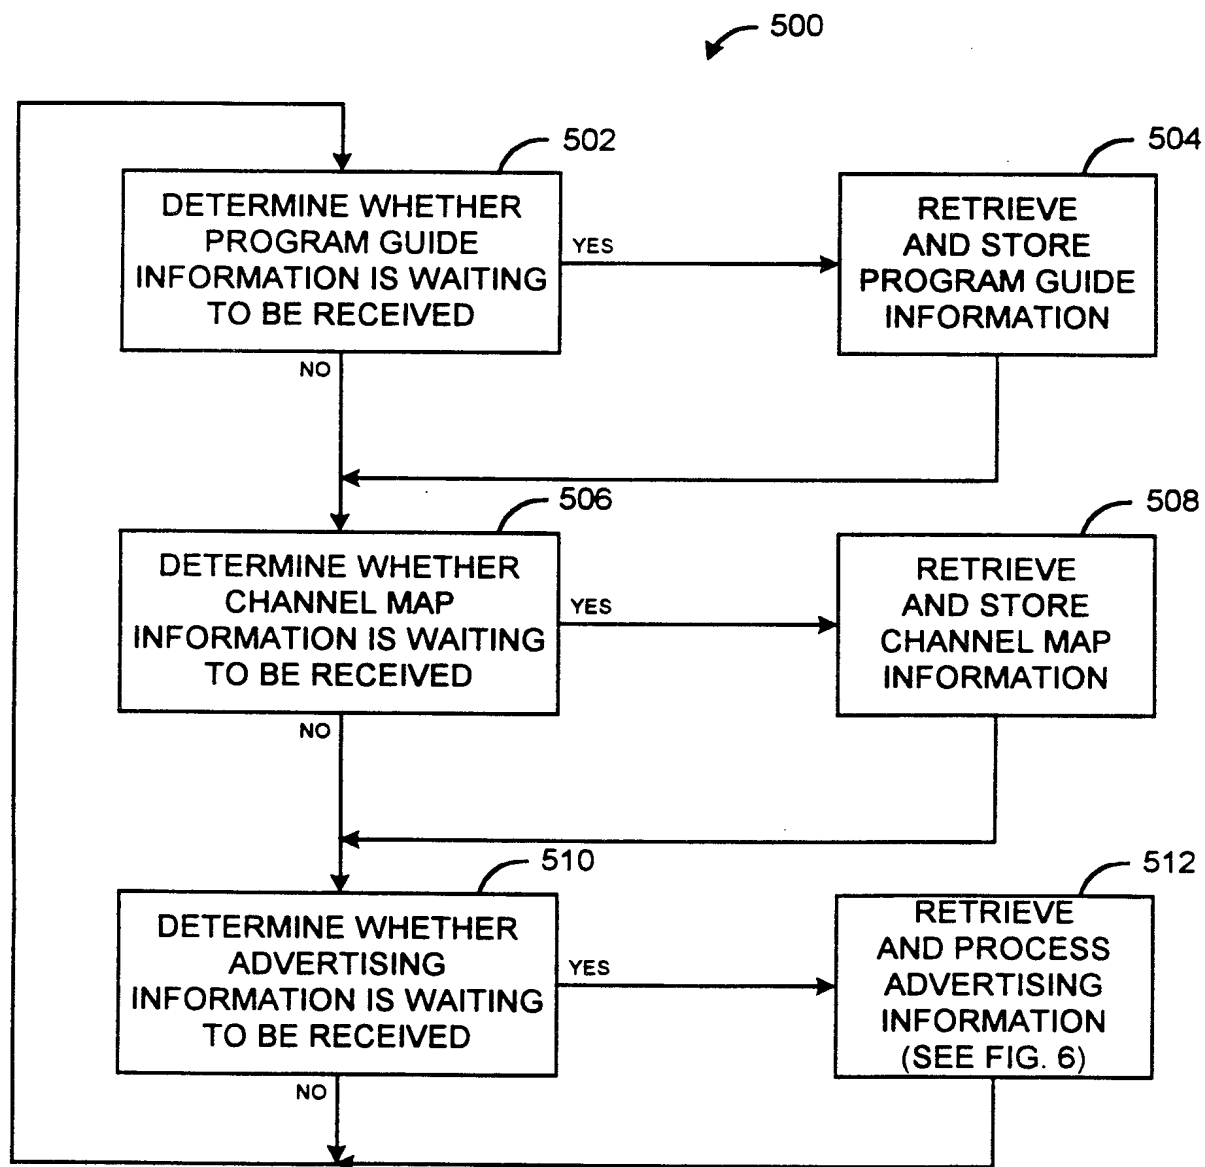 500
502
DETERMINE WHETHER
PROGRAM GUIDE
INFORMATION IS WAITING
TO BE RECEIVED
YES
NO
504
RETRIEVE
AND STORE
PROGRAM GUIDE
INFORMATION
506
DETERMINE WHETHER
CHANNEL MAP
INFORMATION IS WAITING
TO BE RECEIVED
YES
NO
508
RETRIEVE
AND STORE
CHANNEL MAP
INFORMATION
510
DETERMINE WHETHER
ADVERTISING
INFORMATION IS WAITING
TO BE RECEIVED
YES
NO
512
RETRIEVE
AND PROCESS
ADVERTISING
INFORMATION
(SEE FIG. 6)